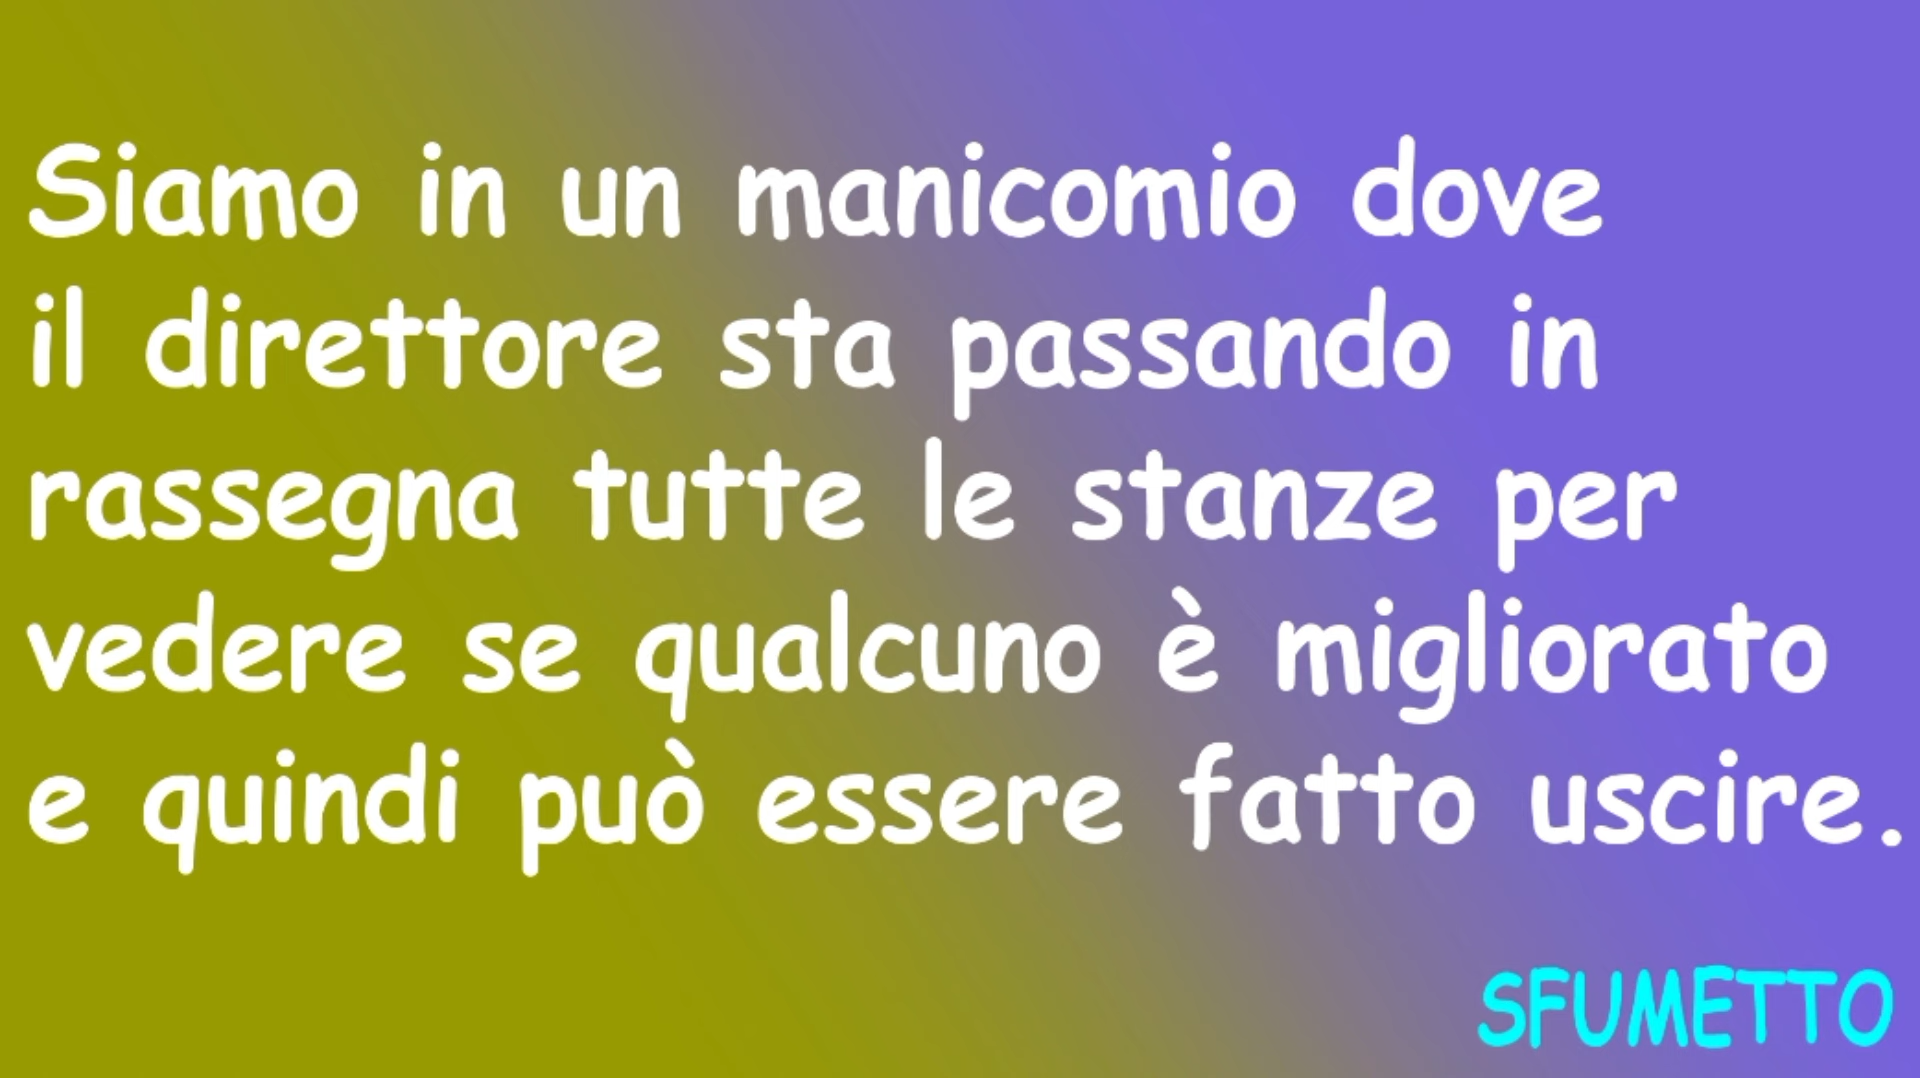 Siamo in un manicomio dove
il direttore sta passando in
rassegna tutte le stanze per
vedere se qualcuno è migliorato
e quindi può essere fatto uscire.
SFUMETTO